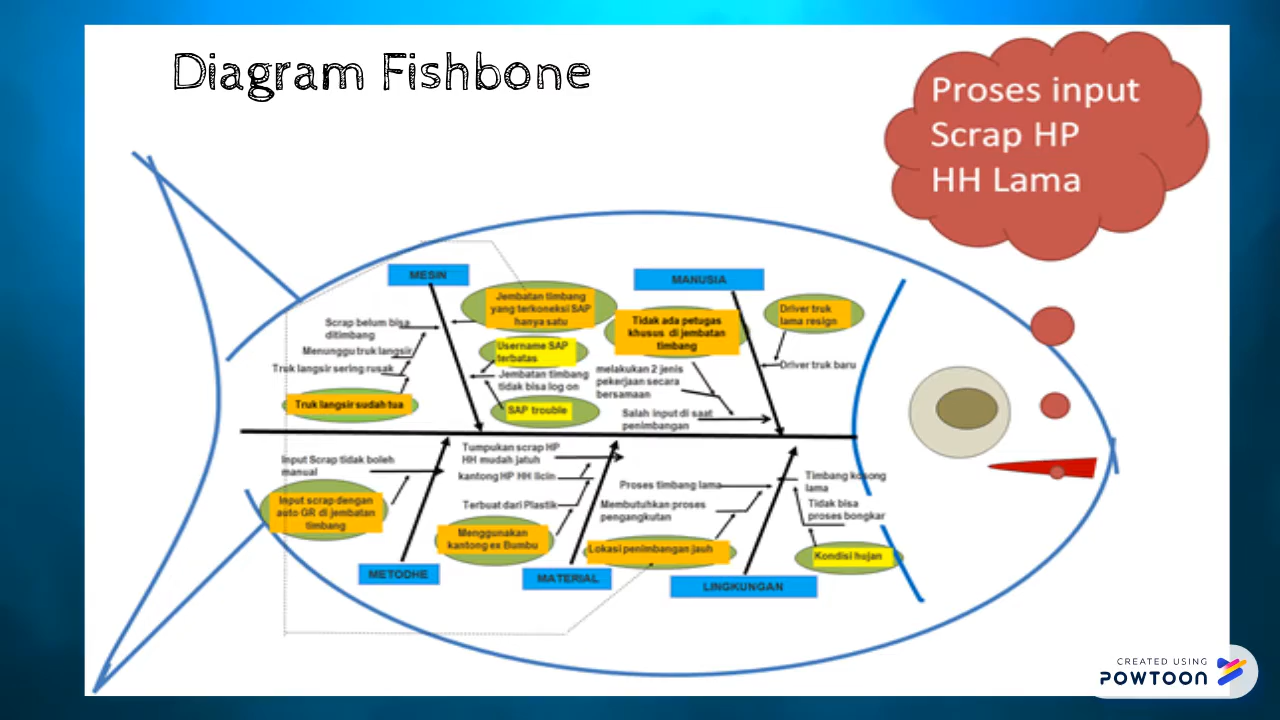 Diagram Fishbone
Proses input
Scrap HP
HH Lama
MESIN
MANUSIA
Jembatan timbang
yang terkoneksi SAP
hanya satu
Scrap belum bisa
ditimbang
Menunggu truk langsir
Truk langsir sering rusak
Truk langsir sudah tua
Username SAP
terbatas
Jembatan timbang
tidak bisa log on
SAP trouble
Tidak ada petugas
khusus di jembatan
timbang
melakukan 2 jenis
pekerjaan secara
bersamaan
Salah input di saat
penimbangan
Driver truk
lama resign
Driver truk baru
Input Scrap tidak boleh
manual
Input scrap dengan
auto GR di jembatan
timbang
Tumpukan scrap HP
HH mudah jatuh
kantong HP HH licin
Terbuat dari Plastik
Menggunakan
kantong ex Bumbu
Proses timbang lama
Membutuhkan proses
pengangkutan
Lokasi penimbangan jauh
Timbang kosong
lama
Tidak bisa
proses bongkar
Kondisi hujan
METODHE
MATERIAL
LINGKUNGAN
CREATED USING
POWTOON